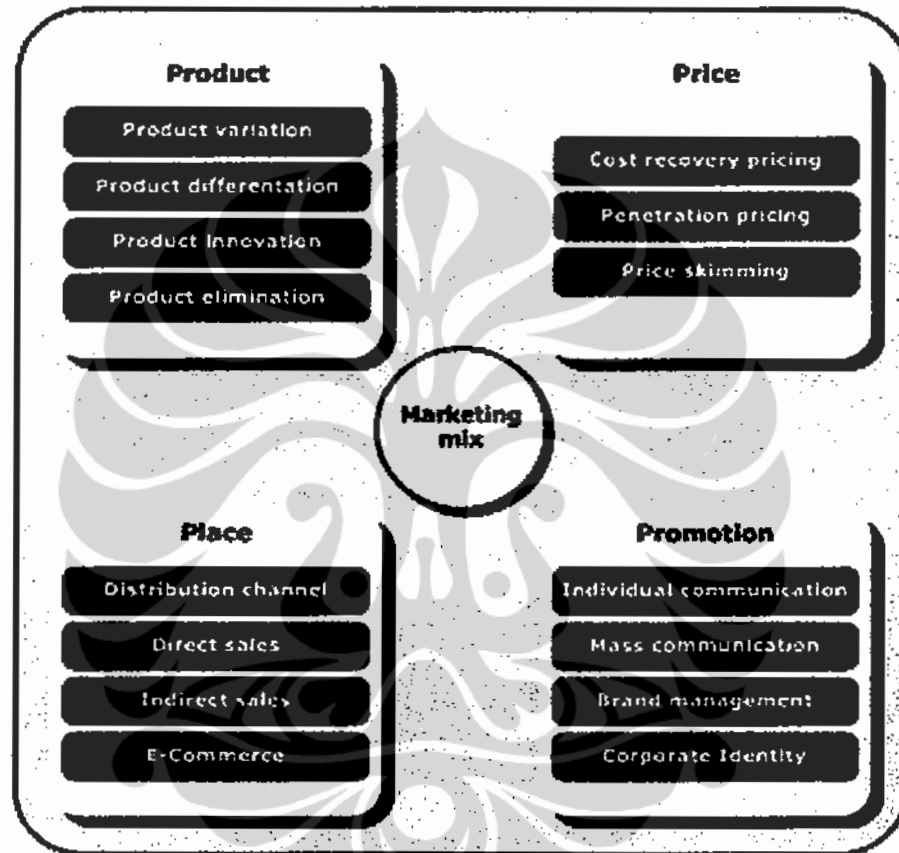 Product
Product variation
Product differentation
Product innovation
Product elimination
Price
Cost recovery pricing
Penetration pricing
Price skimming
Marketing
mix
Place
Distribution channel
Direct sales
Indirect sales
E-Commerce
Promotion
Individual communication
Mass communication
Brand management
Corporate Identity